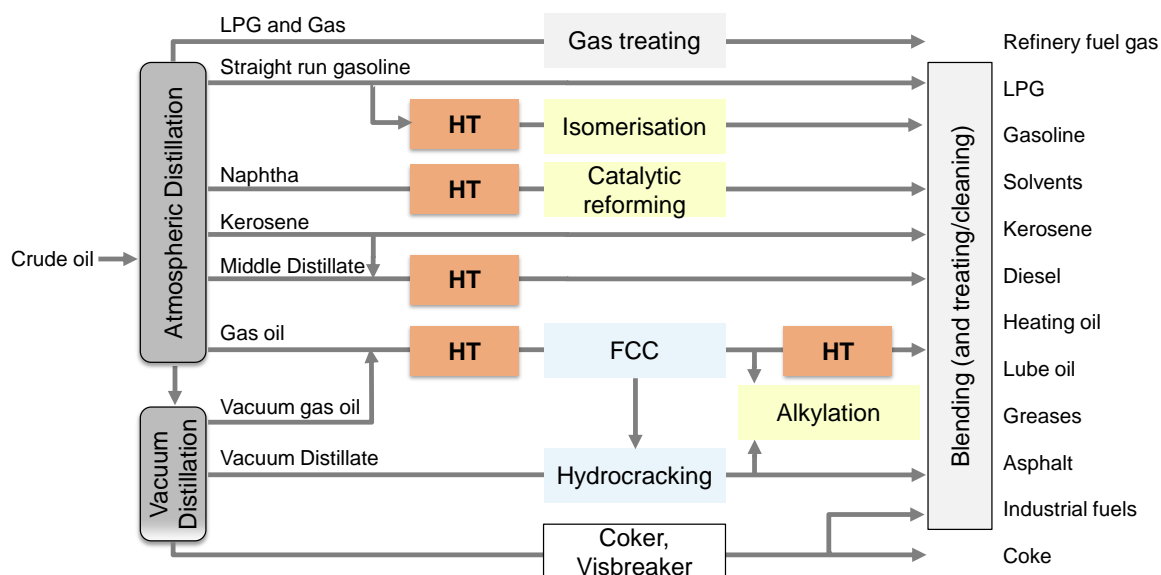 LPG and Gas
Gas treating
Refinery fuel gas
Straight run gasoline
LPG
HT
Isomerisation
Gasoline
Naphtha
HT
Catalytic
reforming
Solvents
Kerosene
Kerosene
Crude oil
Atmospheric Distillation
Middle Distillate
HT
Diesel
Gas oil
HT
FCC
HT
Heating oil
Blending (and treating/cleaning)
Lube oil
Vacuum gas oil
Alkylation
Greases
Vacuum
Distillation
Vacuum Distillate
Hydrocracking
Asphalt
Industrial fuels
Coker,
Visbreaker
Coke